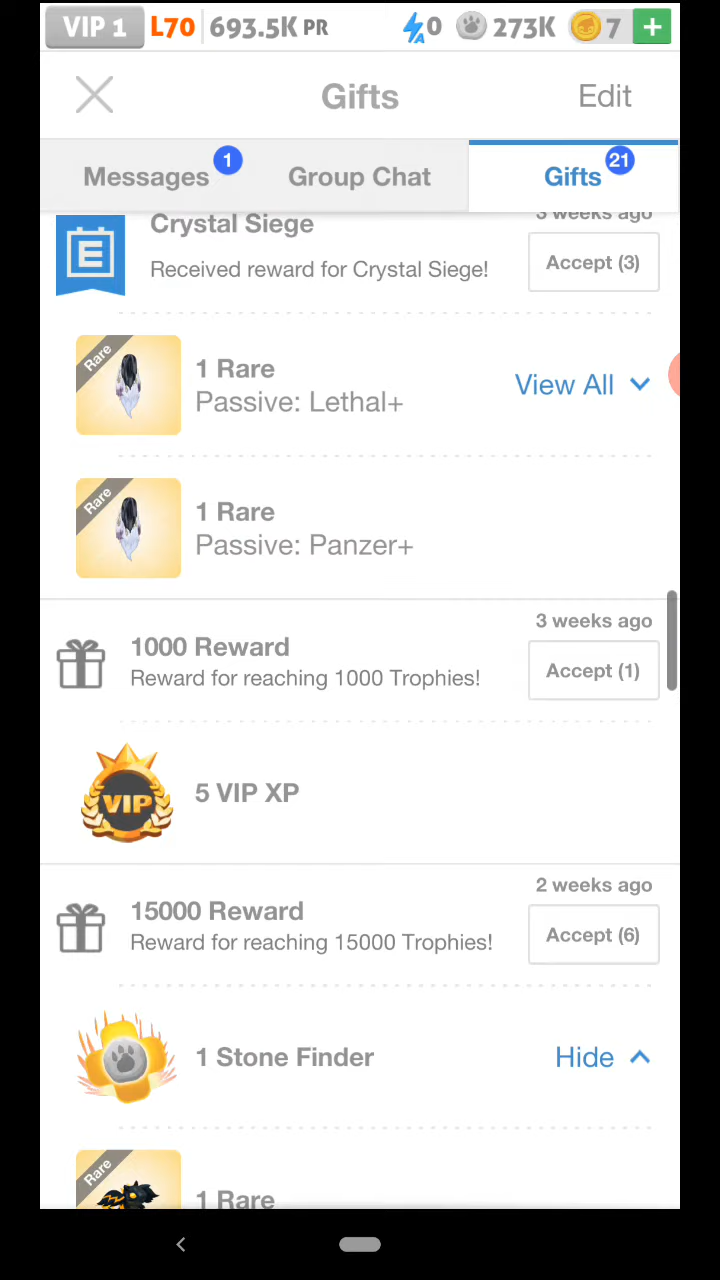 VIP 1 L70 693.5K PR 0 273K 7 +
A
Gifts Edit
Messages 1 Group Chat Gifts 21
Crystal Siege 3 weeks ago
E
Received reward for Crystal Siege! Accept (3)
Rare
1 Rare
Passive: Lethal+
View All
Rare
1 Rare
Passive: Panzer+
3 weeks ago
1000 Reward
Reward for reaching 1000 Trophies!
Accept (1)
VIP
5 VIP XP
2 weeks ago
15000 Reward
Reward for reaching 15000 Trophies!
Accept (6)
1 Stone Finder Hide
Rare
1 Rare